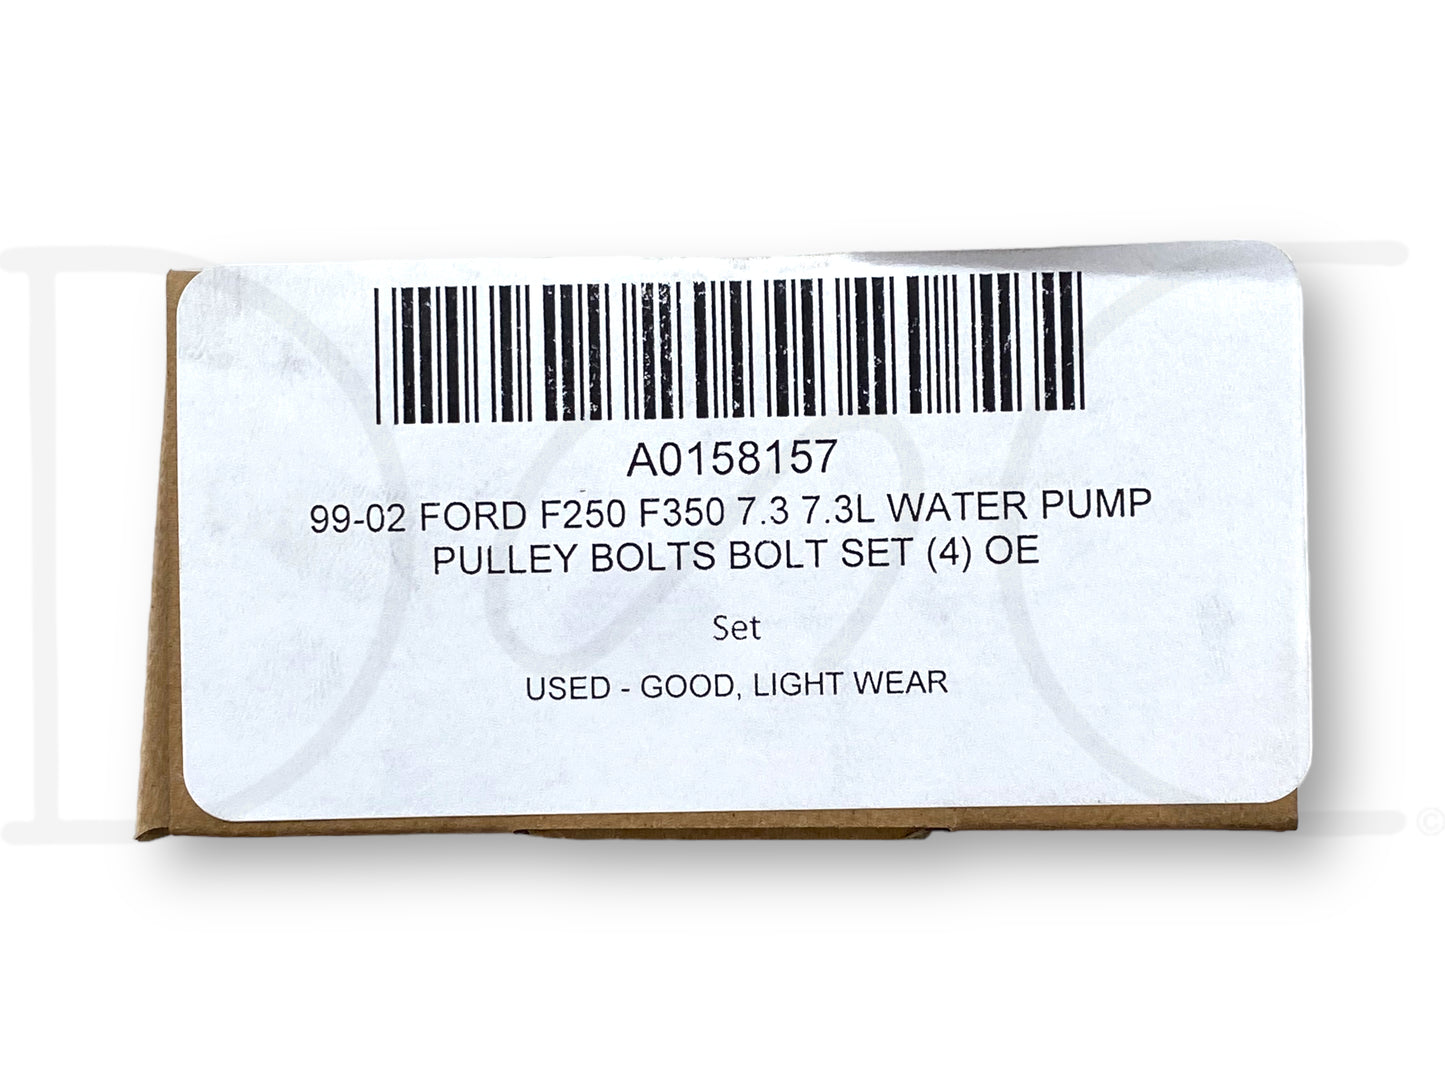 A0158157
99-02 FORD F250 F350 7.3 7.3L WATER PUMP
PULLEY BOLTS BOLT SET (4) OE
Set
USED - GOOD, LIGHT WEAR
©